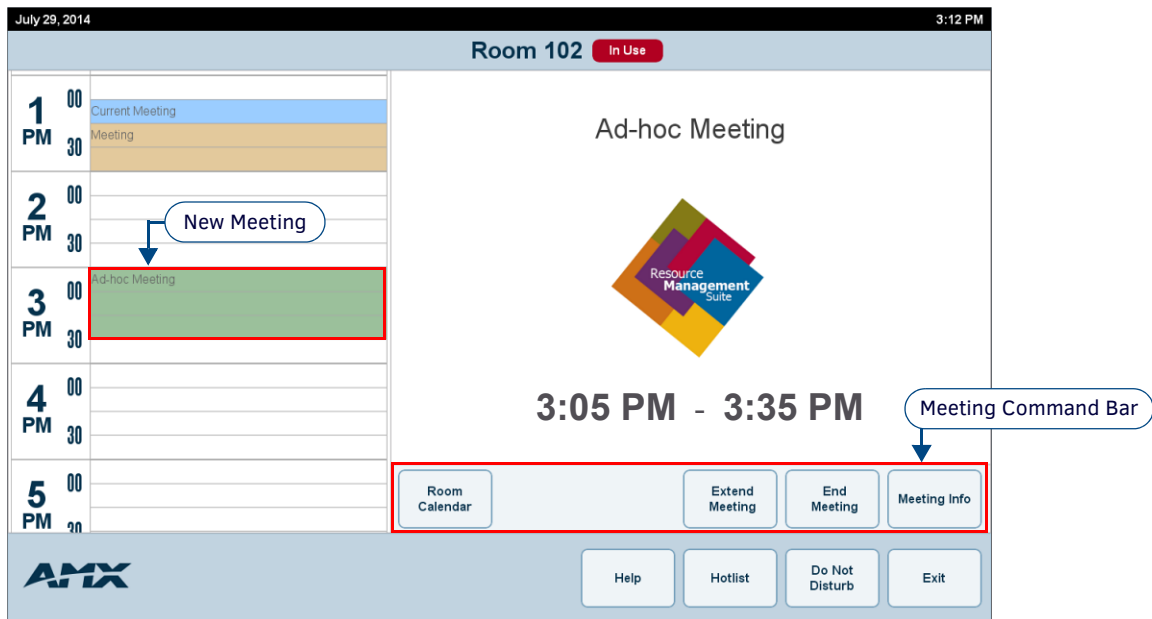 July 29, 2014
3:12 PM
Room 102
In Use
1 PM
00
30
Current Meeting
Meeting
2 PM
00
30
New Meeting
3 PM
00
30
Ad-hoc Meeting
4 PM
00
30
5 PM
00
30
Ad-hoc Meeting
Resource
Management
Suite
3:05 PM - 3:35 PM
Meeting Command Bar
Room
Calendar
Extend
Meeting
End
Meeting
Meeting Info
AMX
Help
Hotlist
Do Not
Disturb
Exit